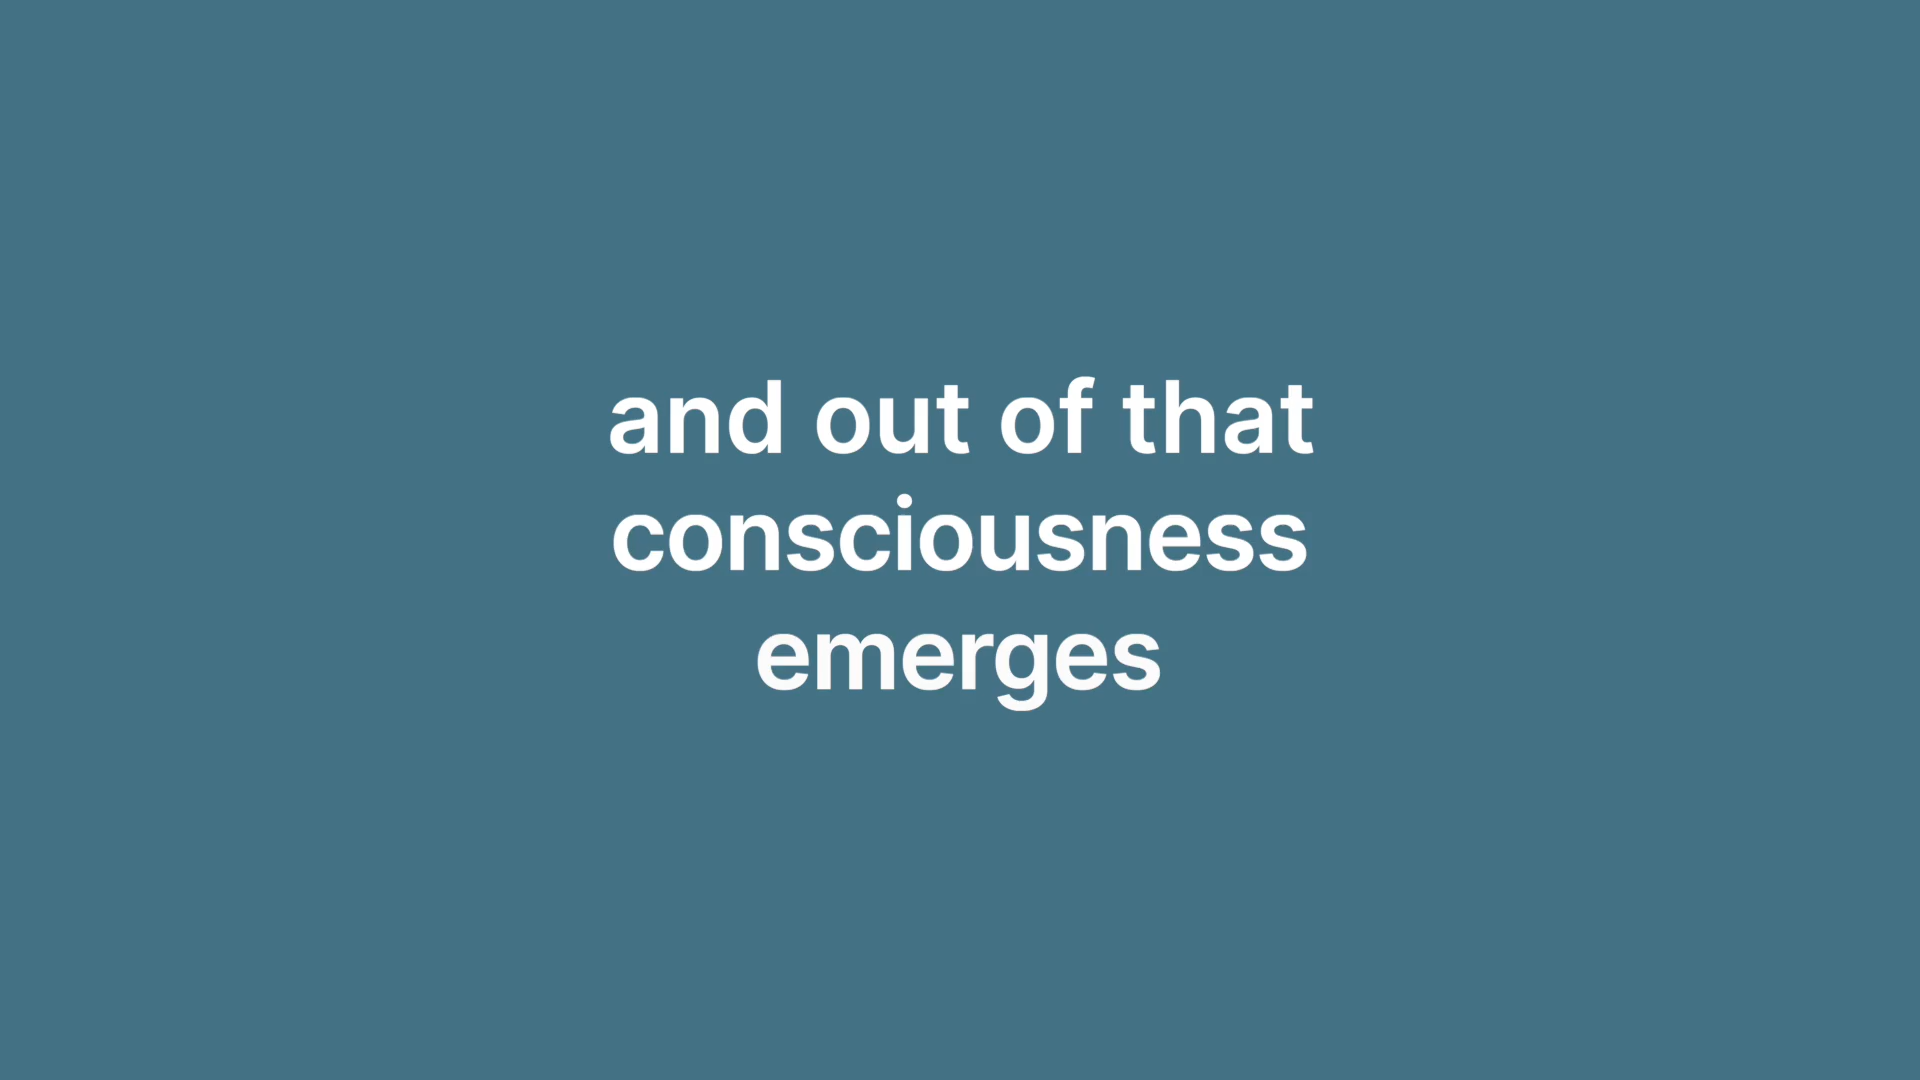 and out of that
consciousness
emerges